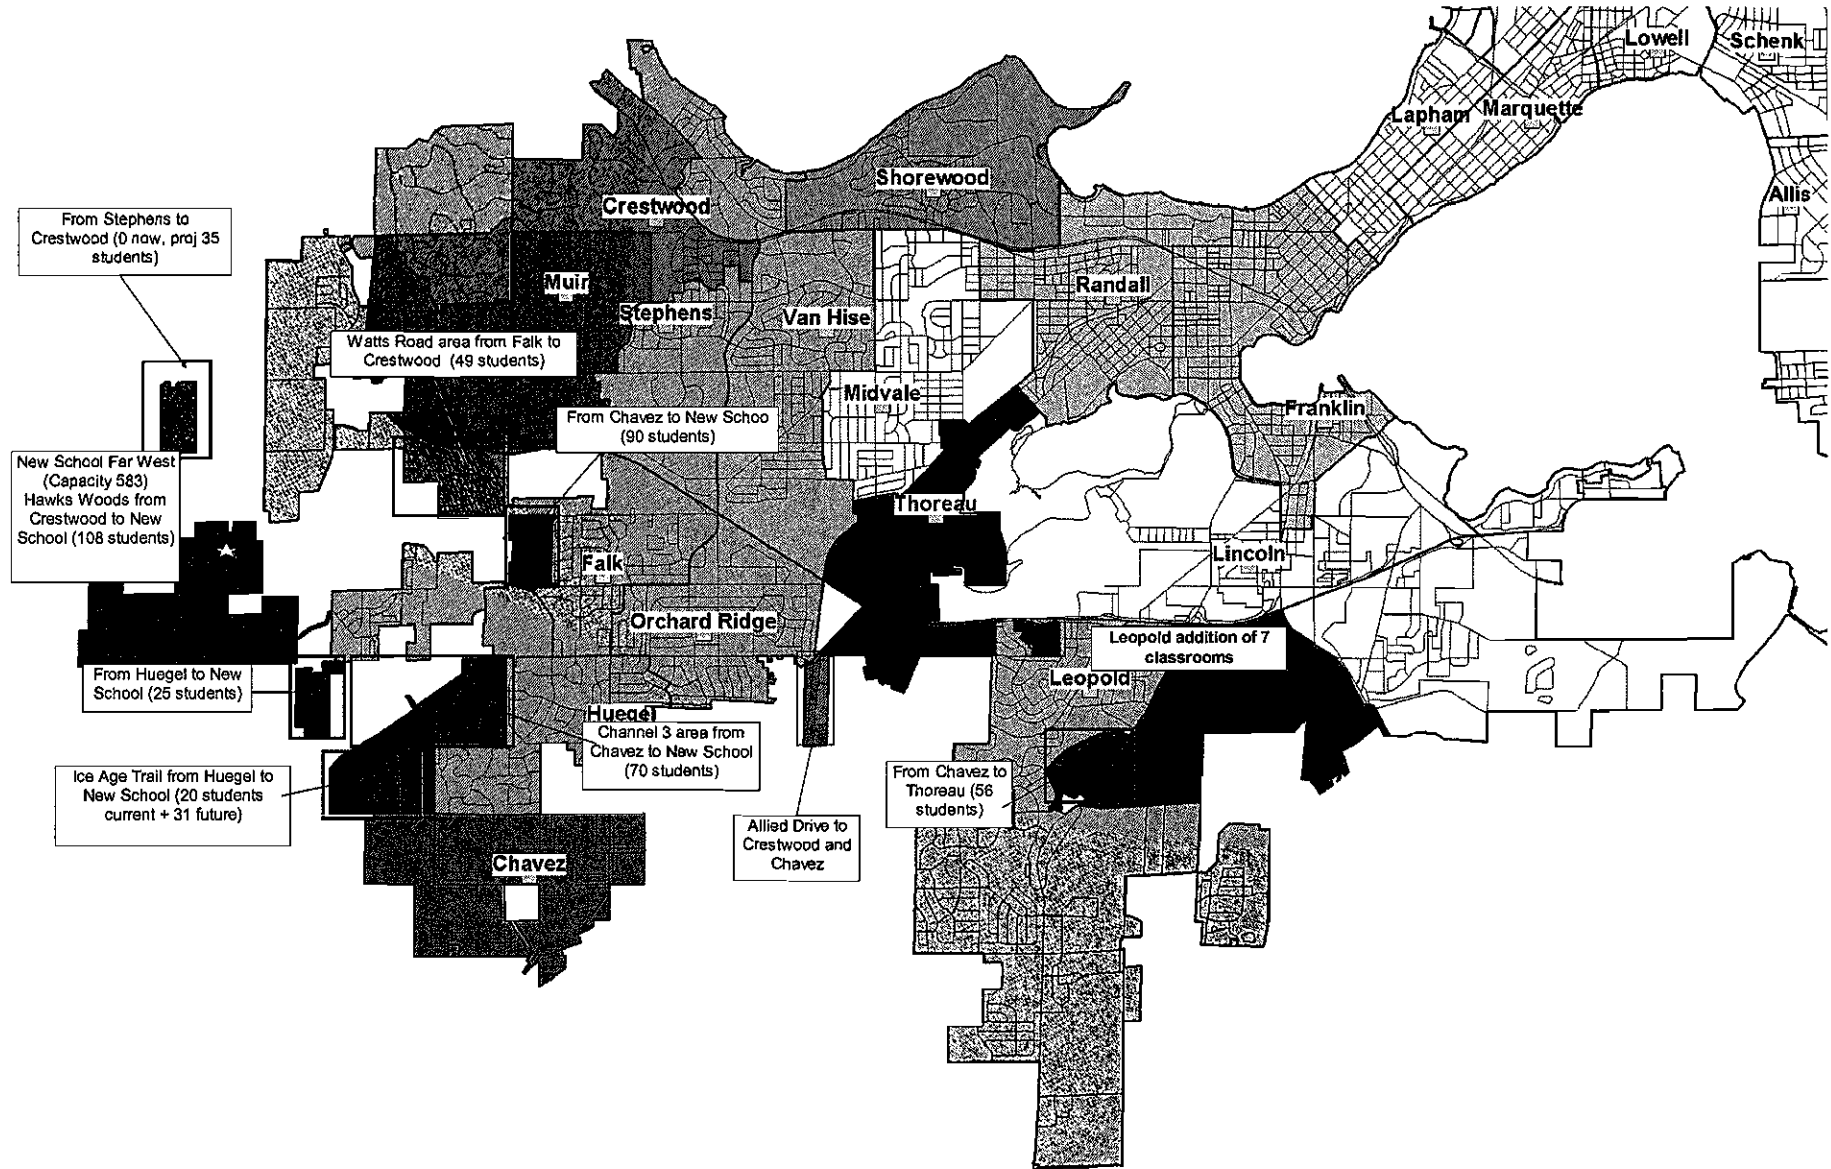 Lowell
Schenk
Lapham
Marquette
Allis
Shorewood
Crestwood
From Stephens to
Crestwood (0 now, proj 35
students)
Muir
Stephens
Van Hise
Randall
Watts Road area from Falk to
Crestwood (49 students)
Midvale
Franklin
From Chavez to New Schoo
(90 students)
New School Far West
(Capacity 583)
Hawks Woods from
Crestwood to New
School (108 students)
Thoreau
Falk
Lincoln
Orchard Ridge
Leopold addition of 7
classrooms
From Huegel to New
School (25 students)
Leopold
Huegel
Channel 3 area from
Chavez to New School
(70 students)
Ice Age Trail from Huegel to
New School (20 students
current + 31 future)
From Chavez to
Thoreau (56
students)
Allied Drive to
Crestwood and
Chavez
Chavez